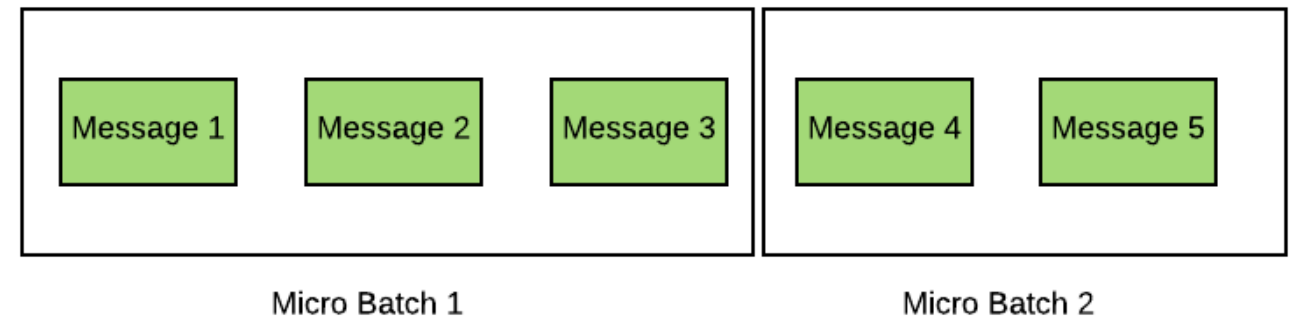 Message 1
Message 2
Message 3
Message 4
Message 5
Micro Batch 1
Micro Batch 2